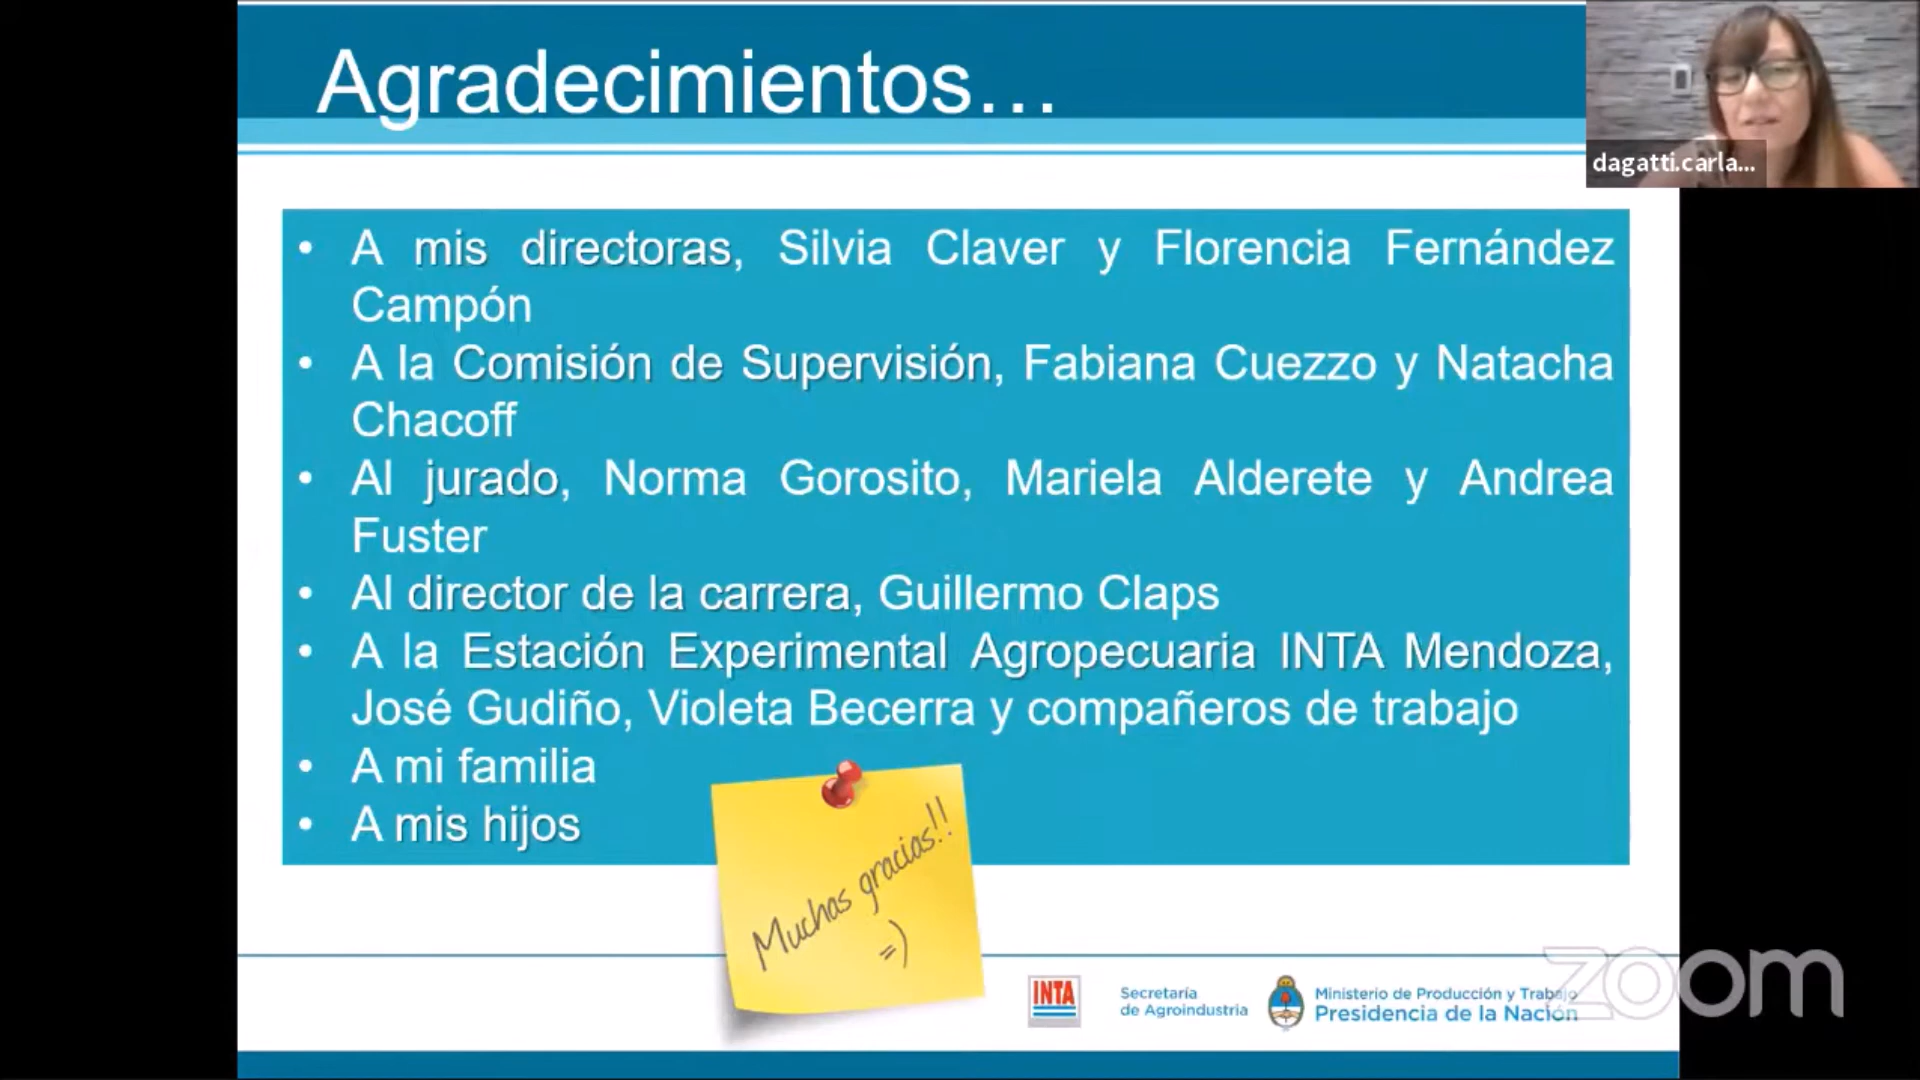 Agradecimientos...
dagatti.carla...
• A mis directoras, Silvia Claver y Florencia Fernández
Campón
• A la Comisión de Supervisión, Fabiana Cuezzo y Natacha
Chacoff
• Al jurado, Norma Gorosito, Mariela Alderete y Andrea
Fuster
• Al director de la carrera, Guillermo Claps
• A la Estación Experimental Agropecuaria INTA Mendoza,
José Gudiño, Violeta Becerra y compañeros de trabajo
• A mi familia
• A mis hijos
Muchas gracias!!
=)
INTA
Secretaría
de Agroindustria
Ministerio de Producción y Trabajo
Presidencia de la Nación
zoom